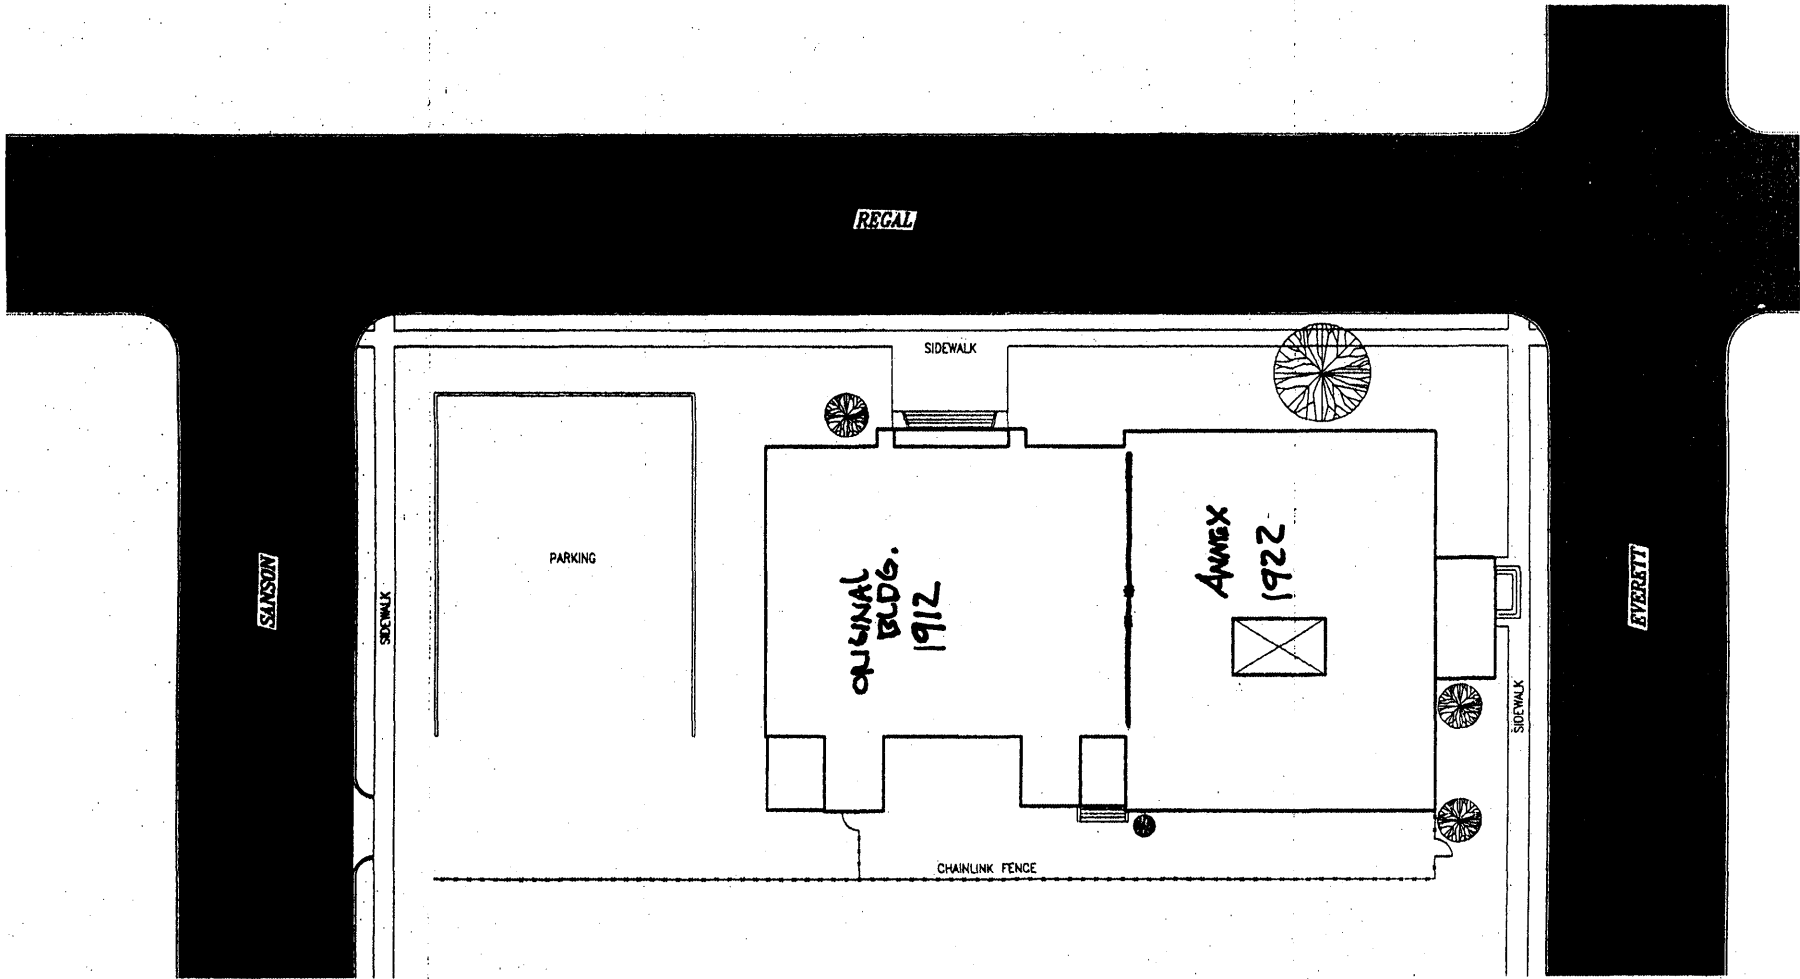 REGAL
SIDEWALK
PARKING
SANSON
SIDEWALK
ORIGINAL
BLDG.
1912
ANNEX
1922
EVERETT
SIDEWALK
CHAINLINK FENCE